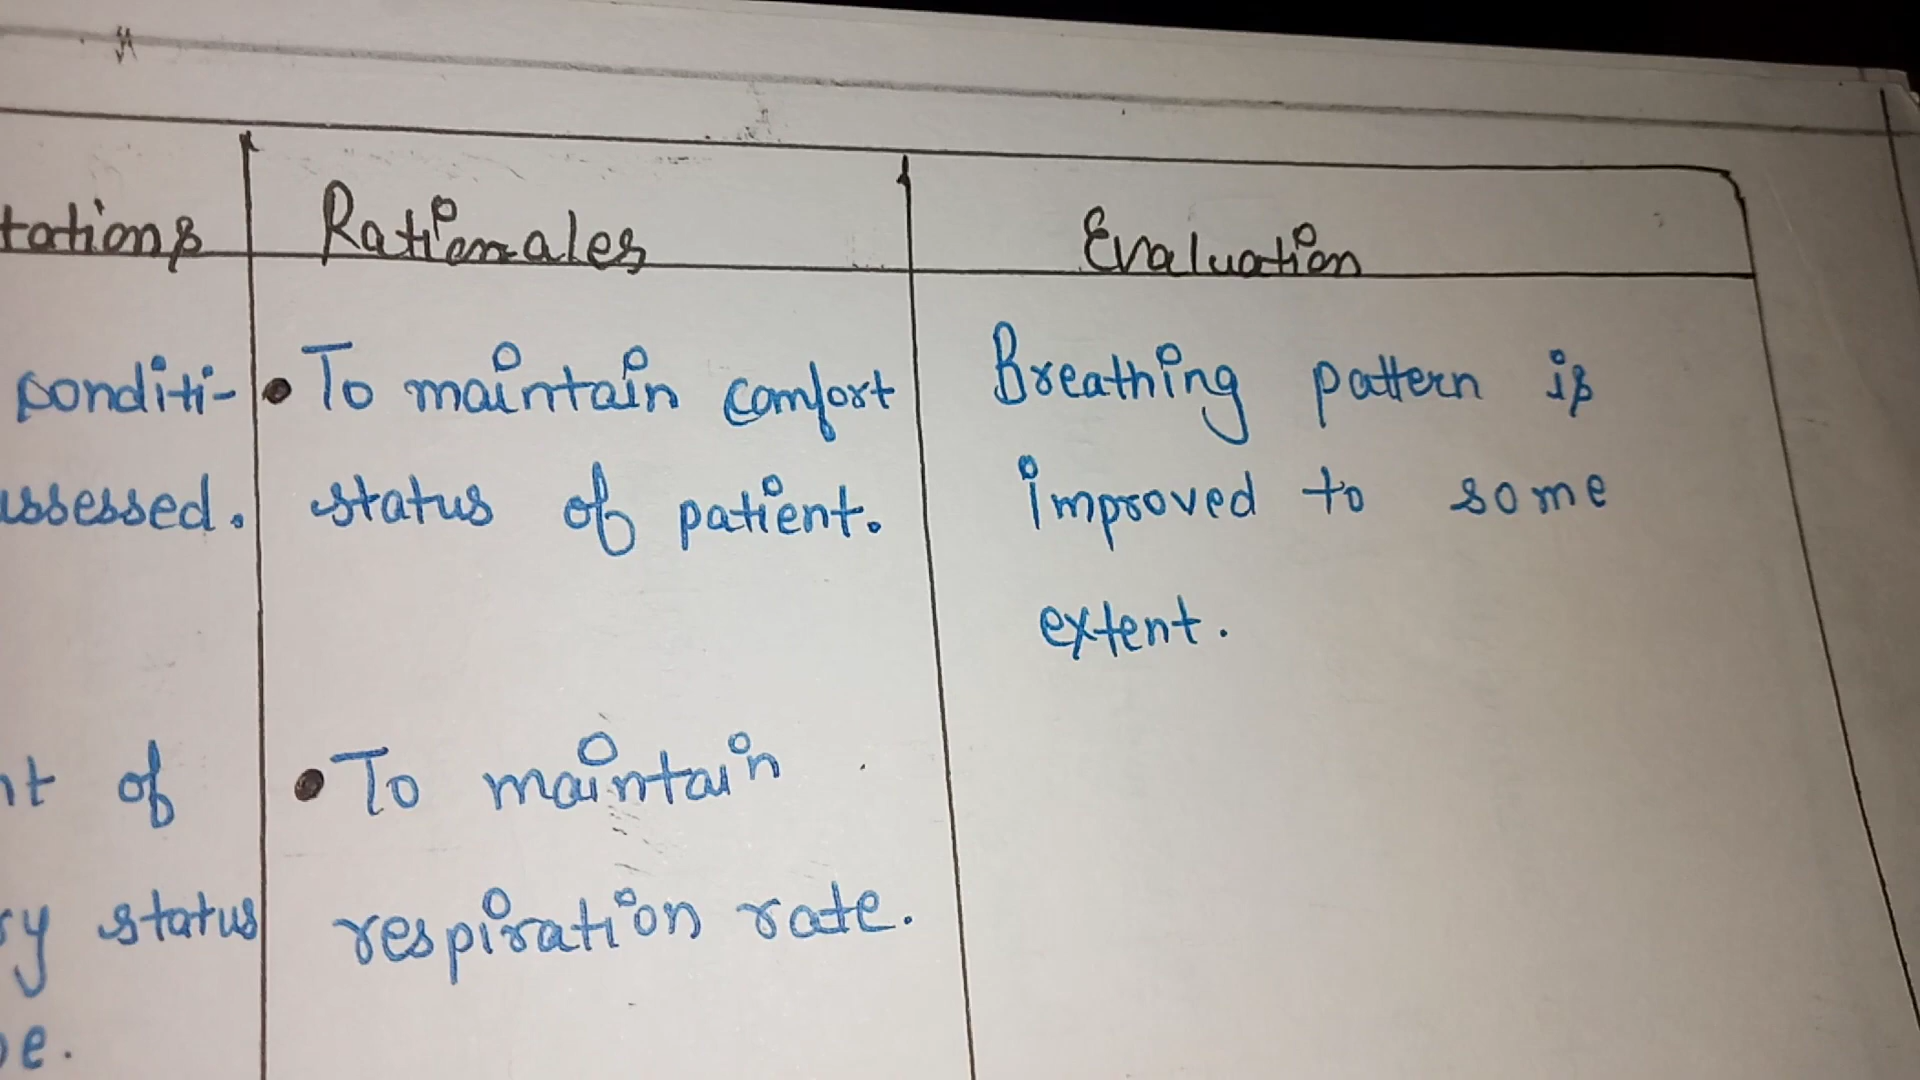 tations Rationales Evaluation
conditi- • To maintain comfort Breathing pattern is
assessed. status of patient. improved to some
extent.
of • To maintain
status respiration rate.